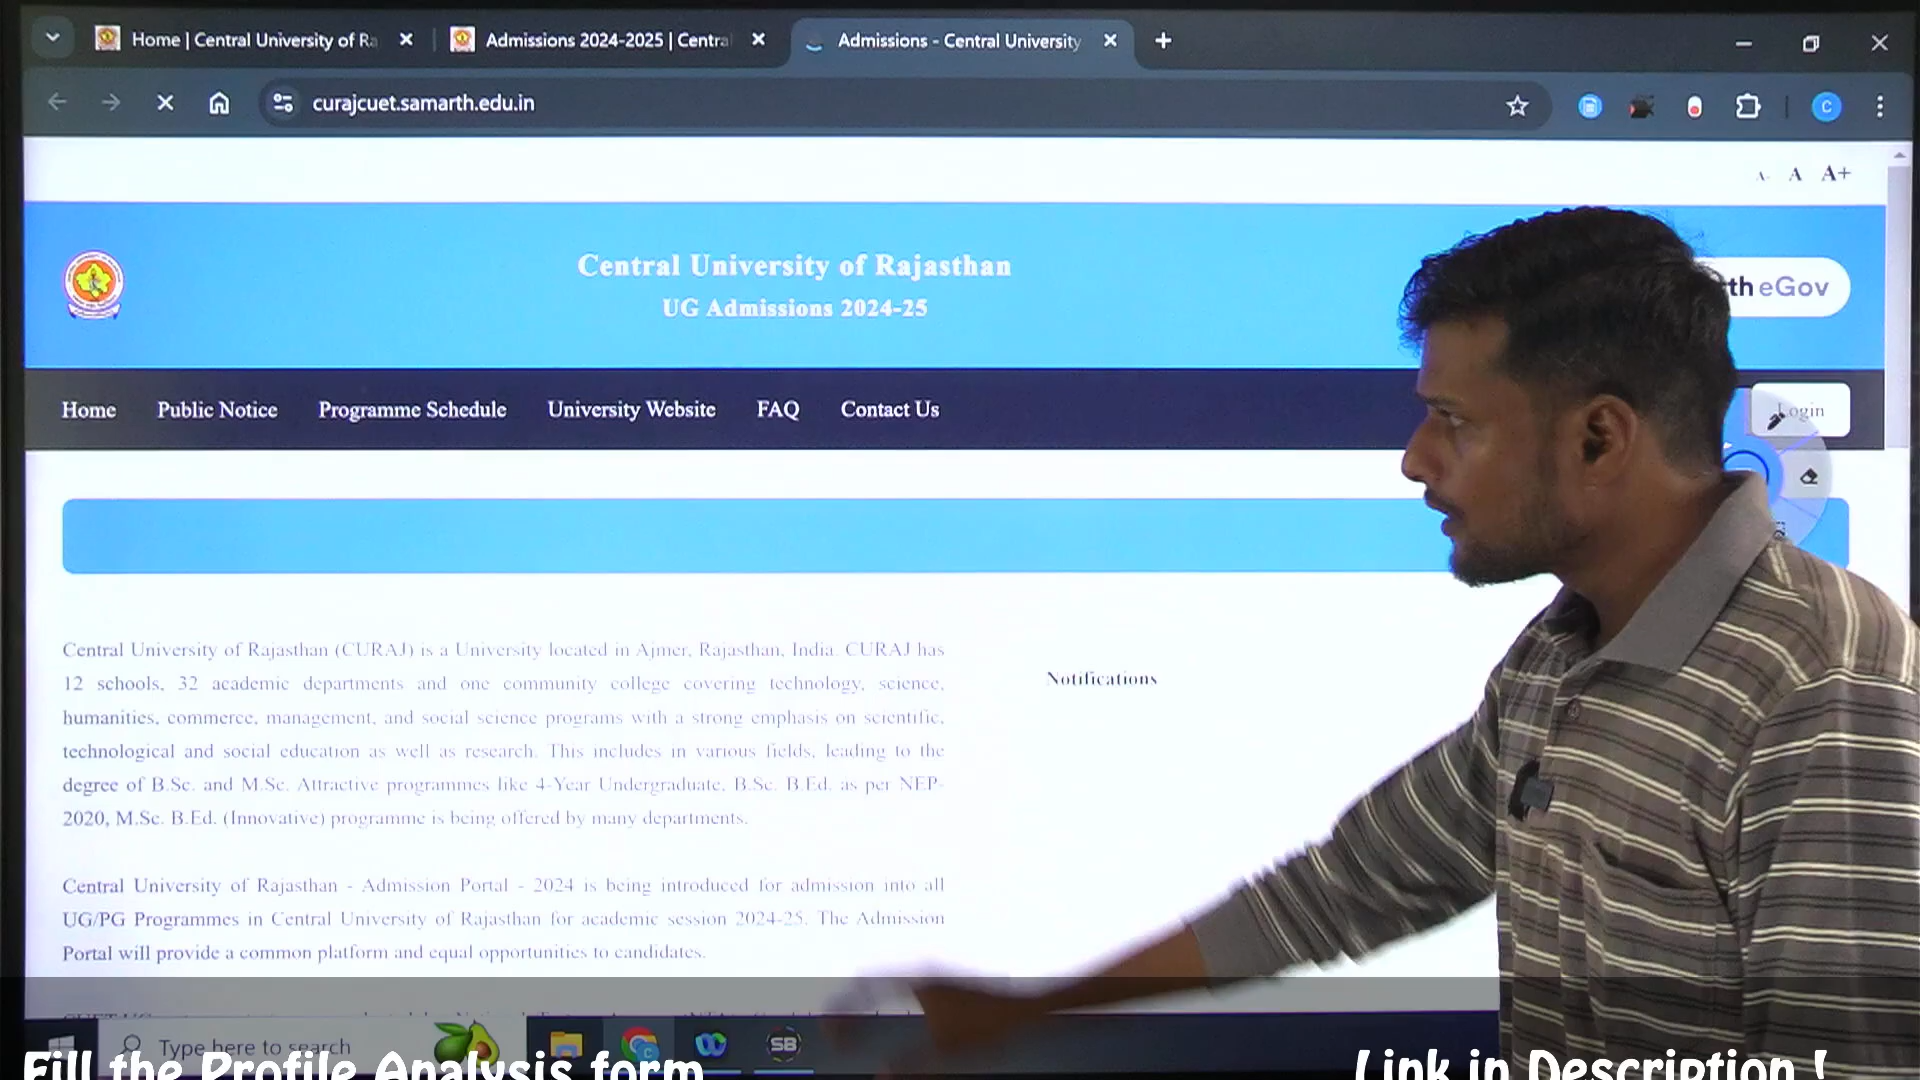 Home | Central University of Ra
Admissions 2024-2025 | Centra
Admissions - Central University
curajcuet.samarth.edu.in
C
A- A A+
Central University of Rajasthan
UG Admissions 2024-25
th eGov
Home Public Notice Programme Schedule University Website FAQ Contact Us
Login
Central University of Rajasthan (CURAJ) is a University located in Ajmer, Rajasthan, India. CURAJ has
12 schools, 32 academic departments and one community college covering technology, science,
humanities, commerce, management, and social science programs with a strong emphasis on scientific,
technological and social education as well as research. This includes in various fields, leading to the
degree of B.Sc. and M.Sc. Attractive programmes like 4-Year Undergraduate, B.Sc. B.Ed. as per NEP-
2020, M.Sc. B.Ed. (Innovative) programme is being offered by many departments.
Notifications
Central University of Rajasthan - Admission Portal - 2024 is being introduced for admission into all
UG/PG Programmes in Central University of Rajasthan for academic session 2024-25. The Admission
Portal will provide a common platform and equal opportunities to candidates.
Type here to search
C
SB
Fill the Profile Analysis form
Link in Description !